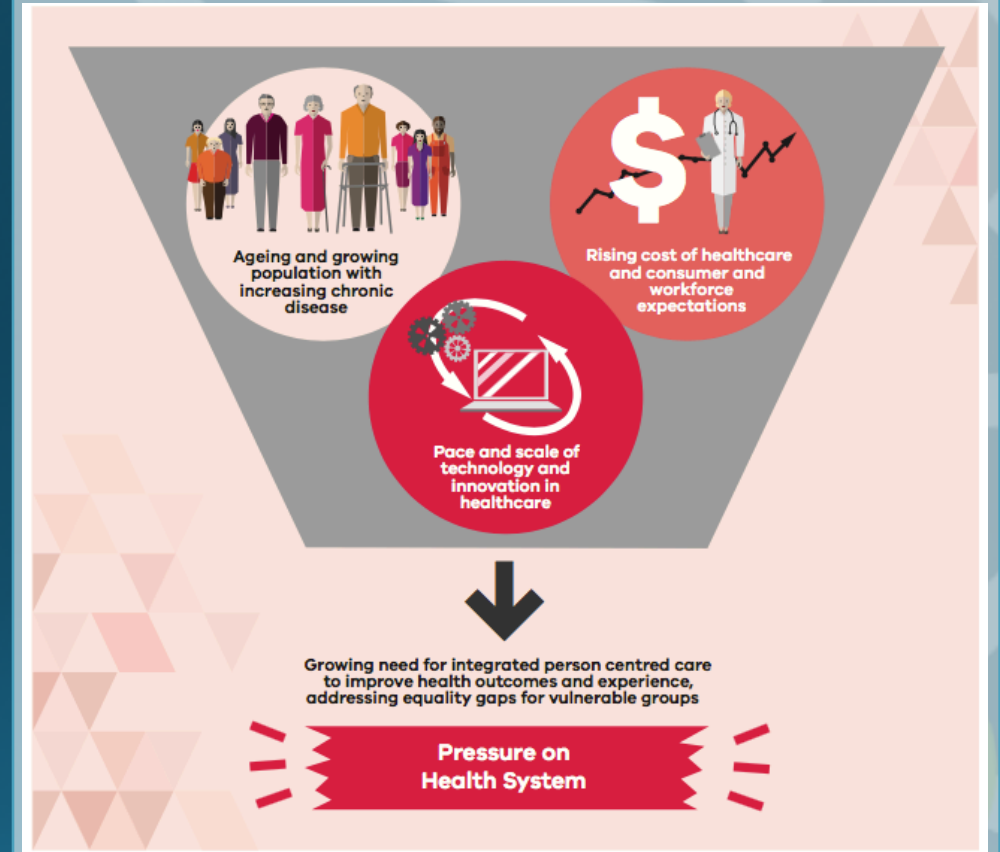 Ageing and growing
population with
increasing chronic
disease
$
Rising cost of healthcare
and consumer and
workforce
expectations
Pace and scale of
technology and
innovation in
healthcare
Growing need for integrated person centred care
to improve health outcomes and experience,
addressing equality gaps for vulnerable groups
Pressure on
Health System